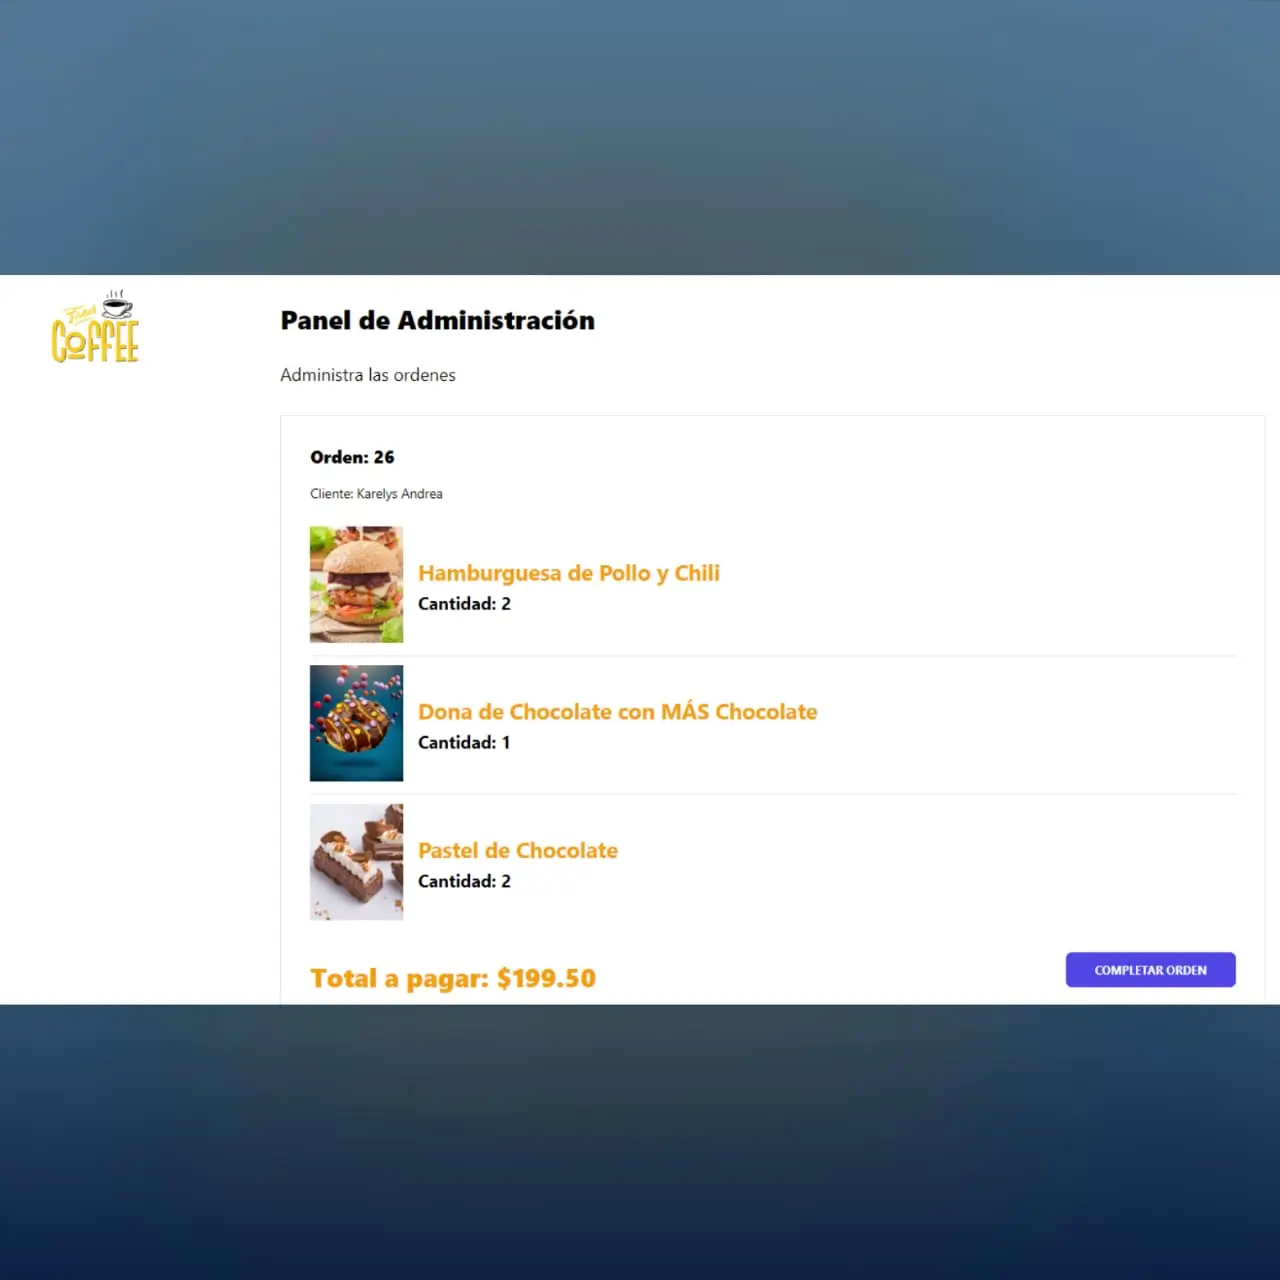 COFFEE
Panel de Administración
Administra las ordenes
Orden: 26
Cliente: Karelys Andrea
Hamburguesa de Pollo y Chili
Cantidad: 2
Dona de Chocolate con MÁS Chocolate
Cantidad: 1
Pastel de Chocolate
Cantidad: 2
Total a pagar: $199.50
COMPLETAR ORDEN